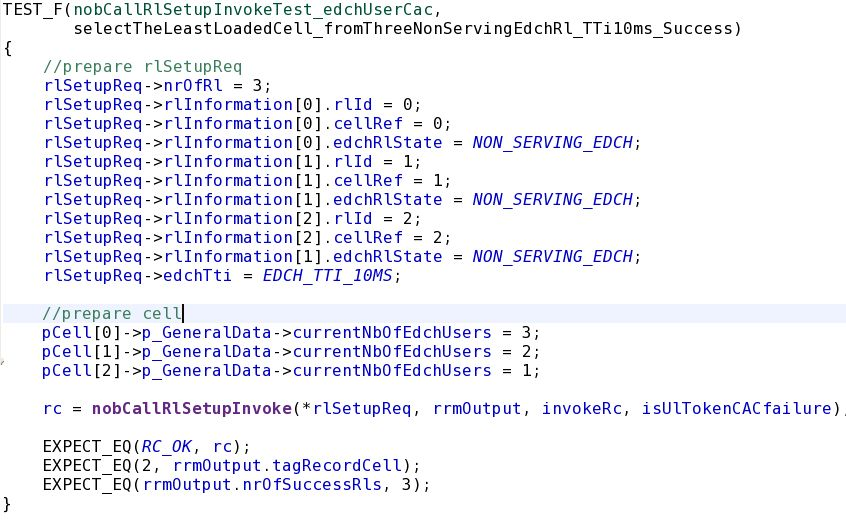 TEST_F(nobCallRlSetupInvokeTest_edchUserCac,
selectTheLeastLoadedCell_fromThreeNonServingEdchRl_TTi10ms_Success)
{
//prepare rlSetupReq
rlSetupReq->nrOfRl = 3;
rlSetupReq->rlInformation[0].rlId = 0;
rlSetupReq->rlInformation[0].cellRef = 0;
rlSetupReq->rlInformation[0].edchRlState = NON_SERVING_EDCH;
rlSetupReq->rlInformation[1].rlId = 1;
rlSetupReq->rlInformation[1].cellRef = 1;
rlSetupReq->rlInformation[1].edchRlState = NON_SERVING_EDCH;
rlSetupReq->rlInformation[2].rlId = 2;
rlSetupReq->rlInformation[2].cellRef = 2;
rlSetupReq->rlInformation[1].edchRlState = NON_SERVING_EDCH;
rlSetupReq->edchTti = EDCH_TTI_10MS;
//prepare cell
pCell[0]->p_GeneralData->currentNbOfEdchUsers = 3;
pCell[1]->p_GeneralData->currentNbOfEdchUsers = 2;
pCell[2]->p_GeneralData->currentNbOfEdchUsers = 1;
rc = nobCallRlSetupInvoke(*rlSetupReq, rrmOutput, invokeRc, isUlTokenCACfailure);
EXPECT_EQ(RC_OK, rc);
EXPECT_EQ(2, rrmOutput.tagRecordCell);
EXPECT_EQ(rrmOutput.nrOfSuccessRls, 3);
}